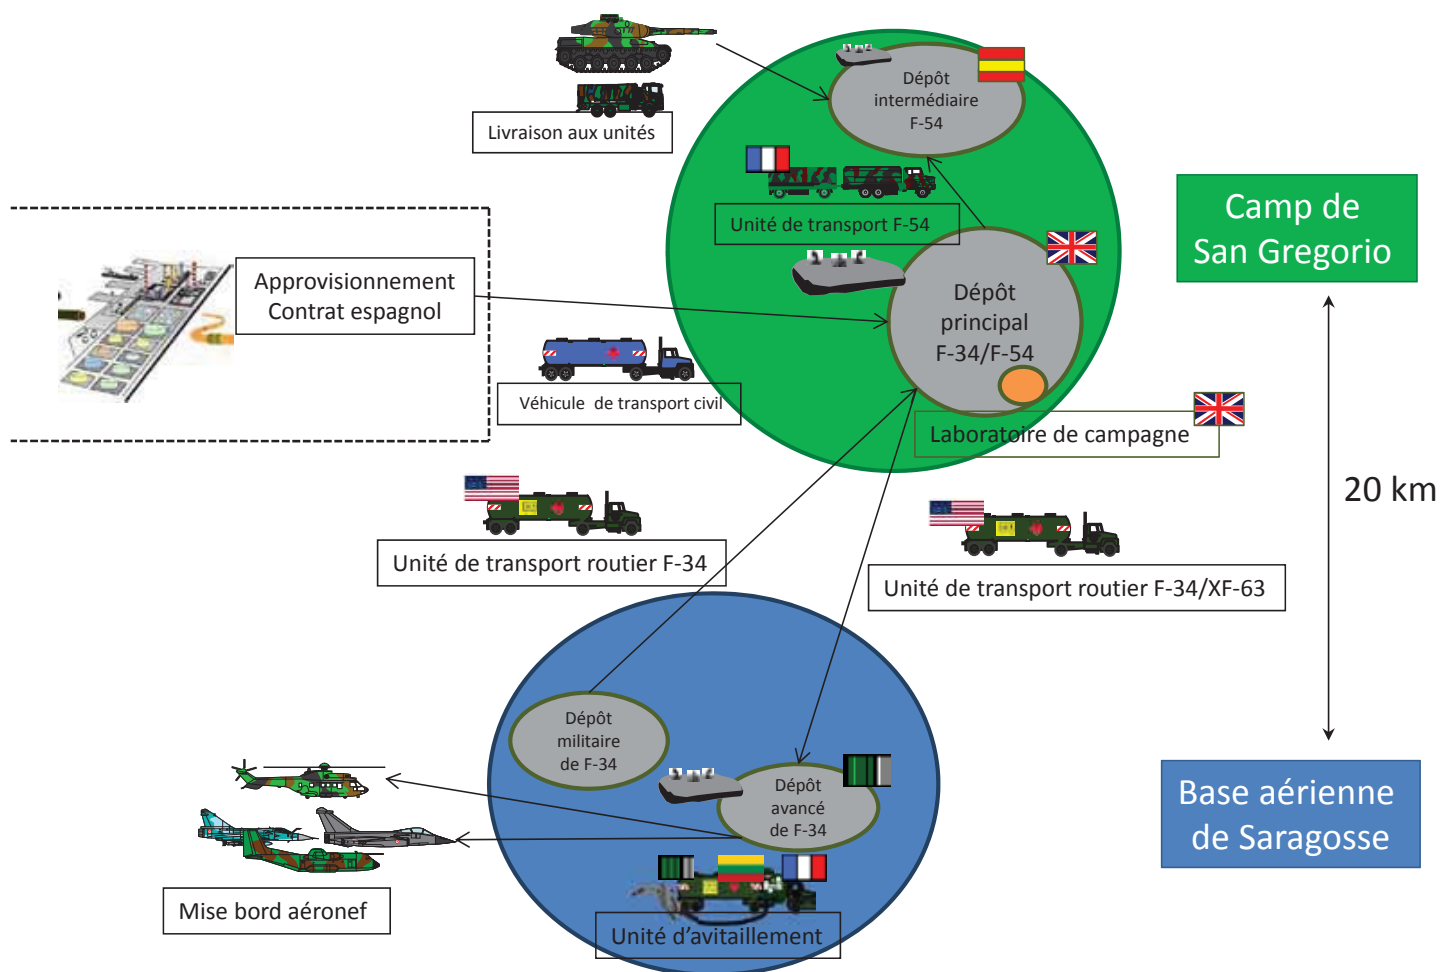 Dépôt
intermédiaire
F-54
Livraison aux unités
Unité de transport F-54
Camp de
San Gregorio
Approvisionnement
Contrat espagnol
Dépôt
principal
F-34/F-54
Véhicule de transport civil
Laboratoire de campagne
20 km
Unité de transport routier F-34
Unité de transport routier F-34/XF-63
Dépôt
militaire
de F-34
Dépôt
avancé
de F-34
Base aérienne
de Saragosse
Mise bord aéronef
Unité d'avitaillement